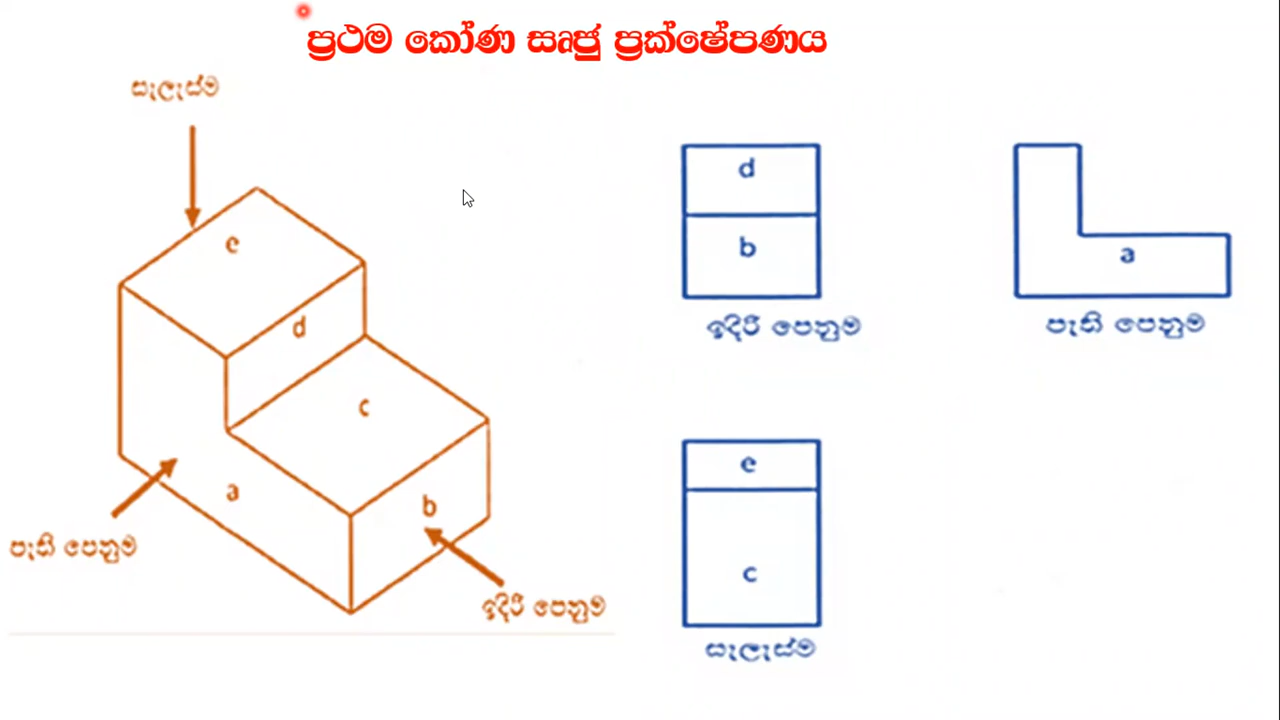 ප්‍රථම කෝණ සෘජු ප්‍රක්ෂේපණය
සැලැස්ම
e
d
c
a
b
පැති පෙනුම
ඉදිරි පෙනුම
d
b
ඉදිරි පෙනුම
a
පැති පෙනුම
e
c
සැලැස්ම